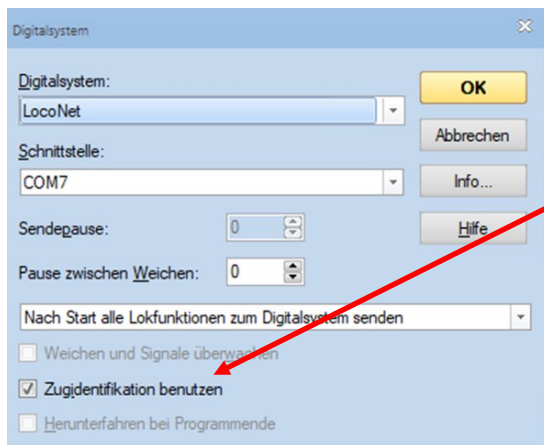 Digitalsystem
Digitalsystem:
LocoNet
OK
Abbrechen
Schnittstelle:
COM7
Info...
Sendepause:
0
Hilfe
Pause zwischen Weichen:
0
Nach Start alle Lokfunktionen zum Digitalsystem senden
Weichen und Signale überwachen
Zugidentifikation benutzen
Herunterfahren bei Programmende